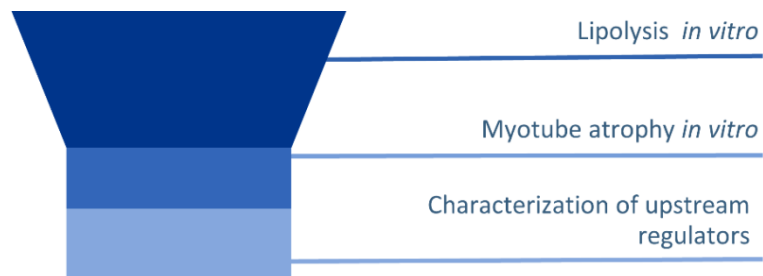 Lipolysis in vitro
Myotube atrophy in vitro
Characterization of upstream
regulators